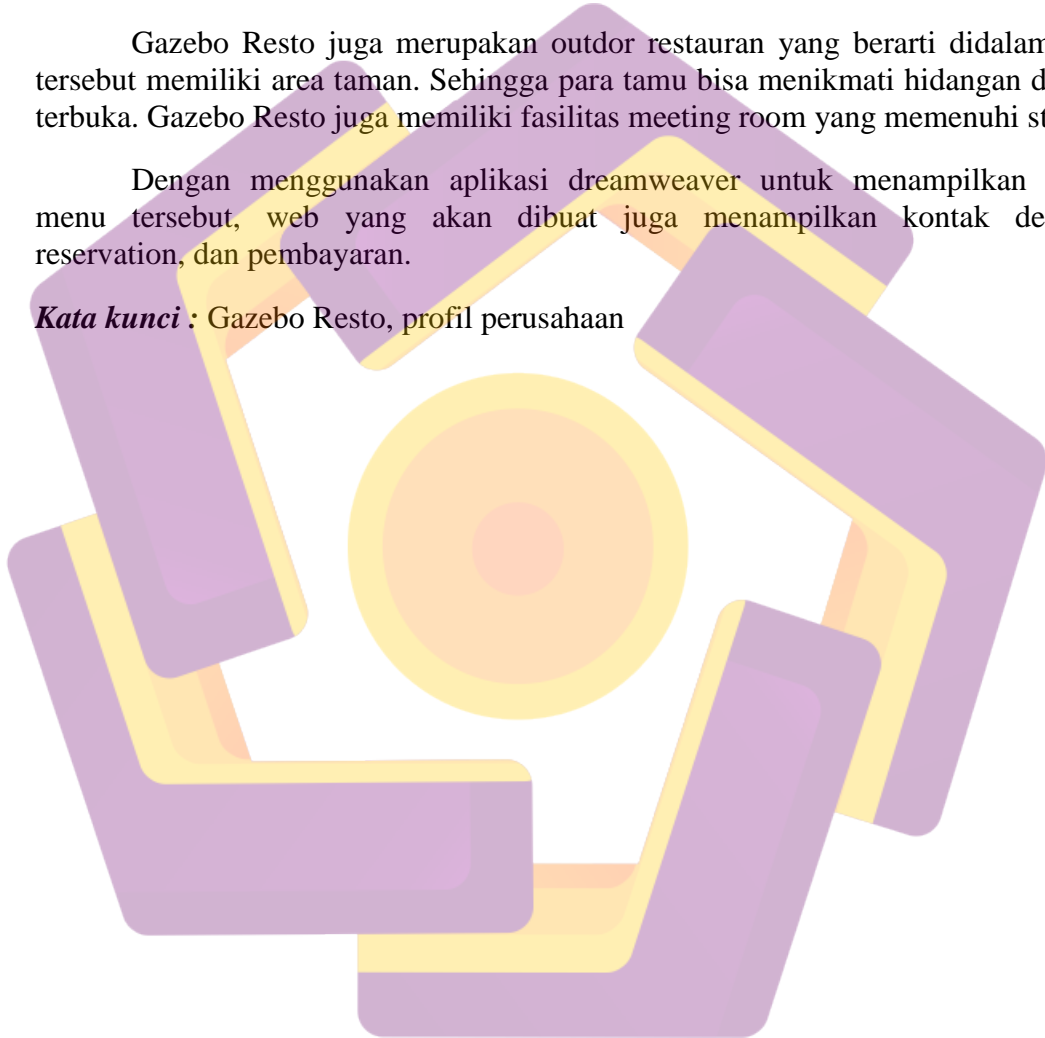 Gazebo Resto juga merupakan outdor restauran yang berarti didalam
tersebut memiliki area taman. Sehingga para tamu bisa menikmati hidangan
terbuka. Gazebo Resto juga memiliki fasilitas meeting room yang memenuhi
Dengan menggunakan aplikasi dreamweaver untuk menampilkan
menu tersebut, web yang akan dibuat juga menampilkan kontak
reservation, dan pembayaran.
Kata kunci : Gazebo Resto, profil perusahaan